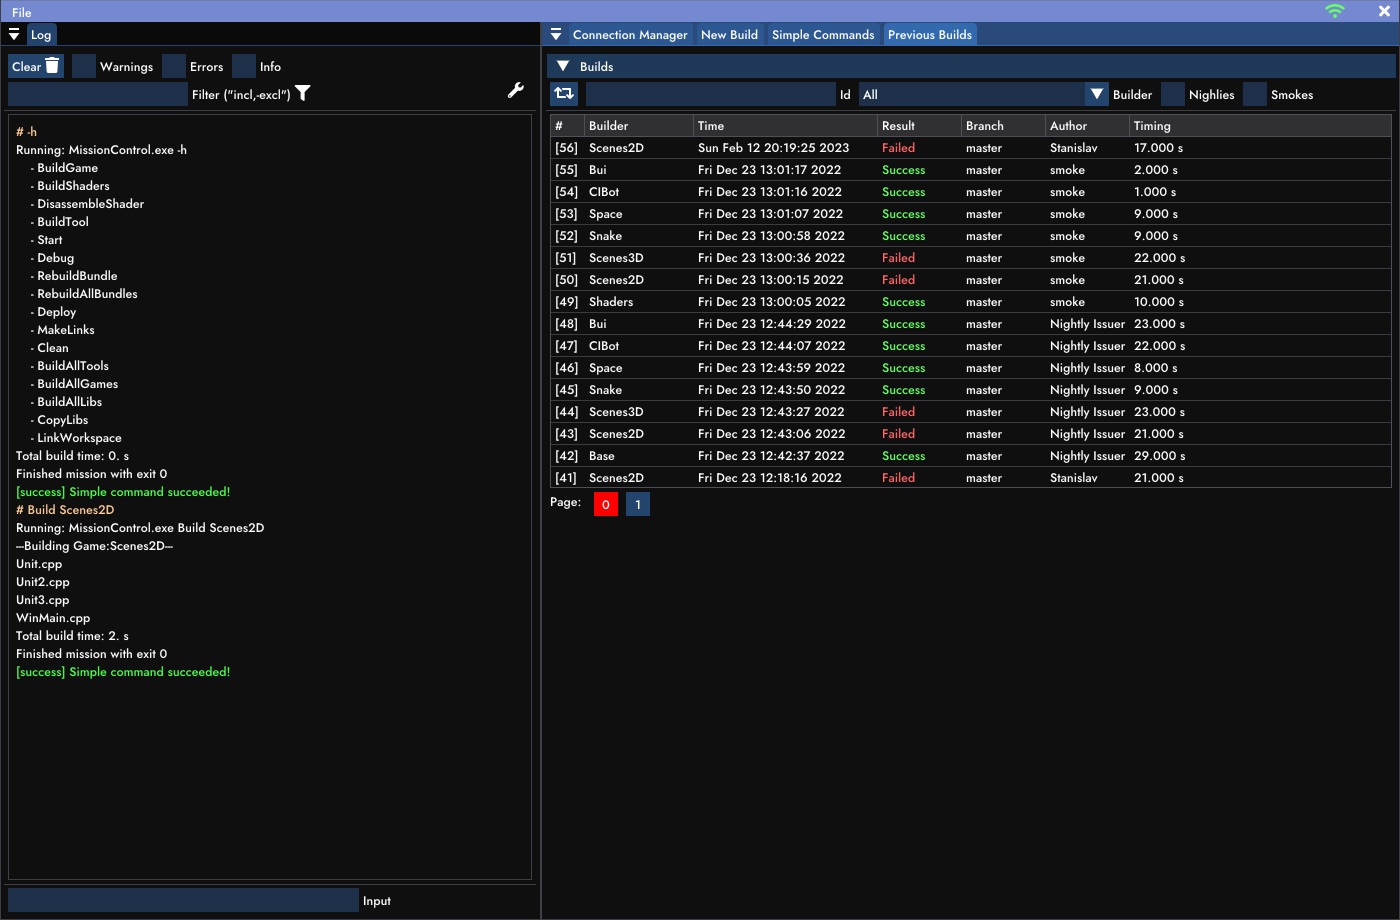 File
Log
Clear Warnings Errors Info
Filter ("incl,-excl")
# -h
Running: MissionControl.exe -h
- BuildGame
- BuildShaders
- DisassembleShader
- BuildTool
- Start
- Debug
- RebuildBundle
- RebuildAllBundles
- Deploy
- MakeLinks
- Clean
- BuildAllTools
- BuildAllGames
- BuildAllLibs
- CopyLibs
- LinkWorkspace
Total build time: 0. s
Finished mission with exit 0
[success] Simple command succeeded!
# Build Scenes2D
Running: MissionControl.exe Build Scenes2D
---Building Game:Scenes2D---
Unit.cpp
Unit2.cpp
Unit3.cpp
WinMain.cpp
Total build time: 2. s
Finished mission with exit 0
[success] Simple command succeeded!
Input
Connection Manager New Build Simple Commands Previous Builds
Builds
Id All Builder Nighlies Smokes
# Builder Time Result Branch Author Timing
[56] Scenes2D Sun Feb 12 20:19:25 2023 Failed master Stanislav 17.000 s
[55] Bui Fri Dec 23 13:01:17 2022 Success master smoke 2.000 s
[54] CIBot Fri Dec 23 13:01:16 2022 Success master smoke 1.000 s
[53] Space Fri Dec 23 13:01:07 2022 Success master smoke 9.000 s
[52] Snake Fri Dec 23 13:00:58 2022 Success master smoke 9.000 s
[51] Scenes3D Fri Dec 23 13:00:36 2022 Failed master smoke 22.000 s
[50] Scenes2D Fri Dec 23 13:00:15 2022 Failed master smoke 21.000 s
[49] Shaders Fri Dec 23 13:00:05 2022 Success master smoke 10.000 s
[48] Bui Fri Dec 23 12:44:29 2022 Success master Nightly Issuer 23.000 s
[47] CIBot Fri Dec 23 12:44:07 2022 Success master Nightly Issuer 22.000 s
[46] Space Fri Dec 23 12:43:59 2022 Success master Nightly Issuer 8.000 s
[45] Snake Fri Dec 23 12:43:50 2022 Success master Nightly Issuer 9.000 s
[44] Scenes3D Fri Dec 23 12:43:27 2022 Failed master Nightly Issuer 23.000 s
[43] Scenes2D Fri Dec 23 12:43:06 2022 Failed master Nightly Issuer 21.000 s
[42] Base Fri Dec 23 12:42:37 2022 Success master Nightly Issuer 29.000 s
[41] Scenes2D Fri Dec 23 12:18:16 2022 Failed master Stanislav 21.000 s
Page: 0 1